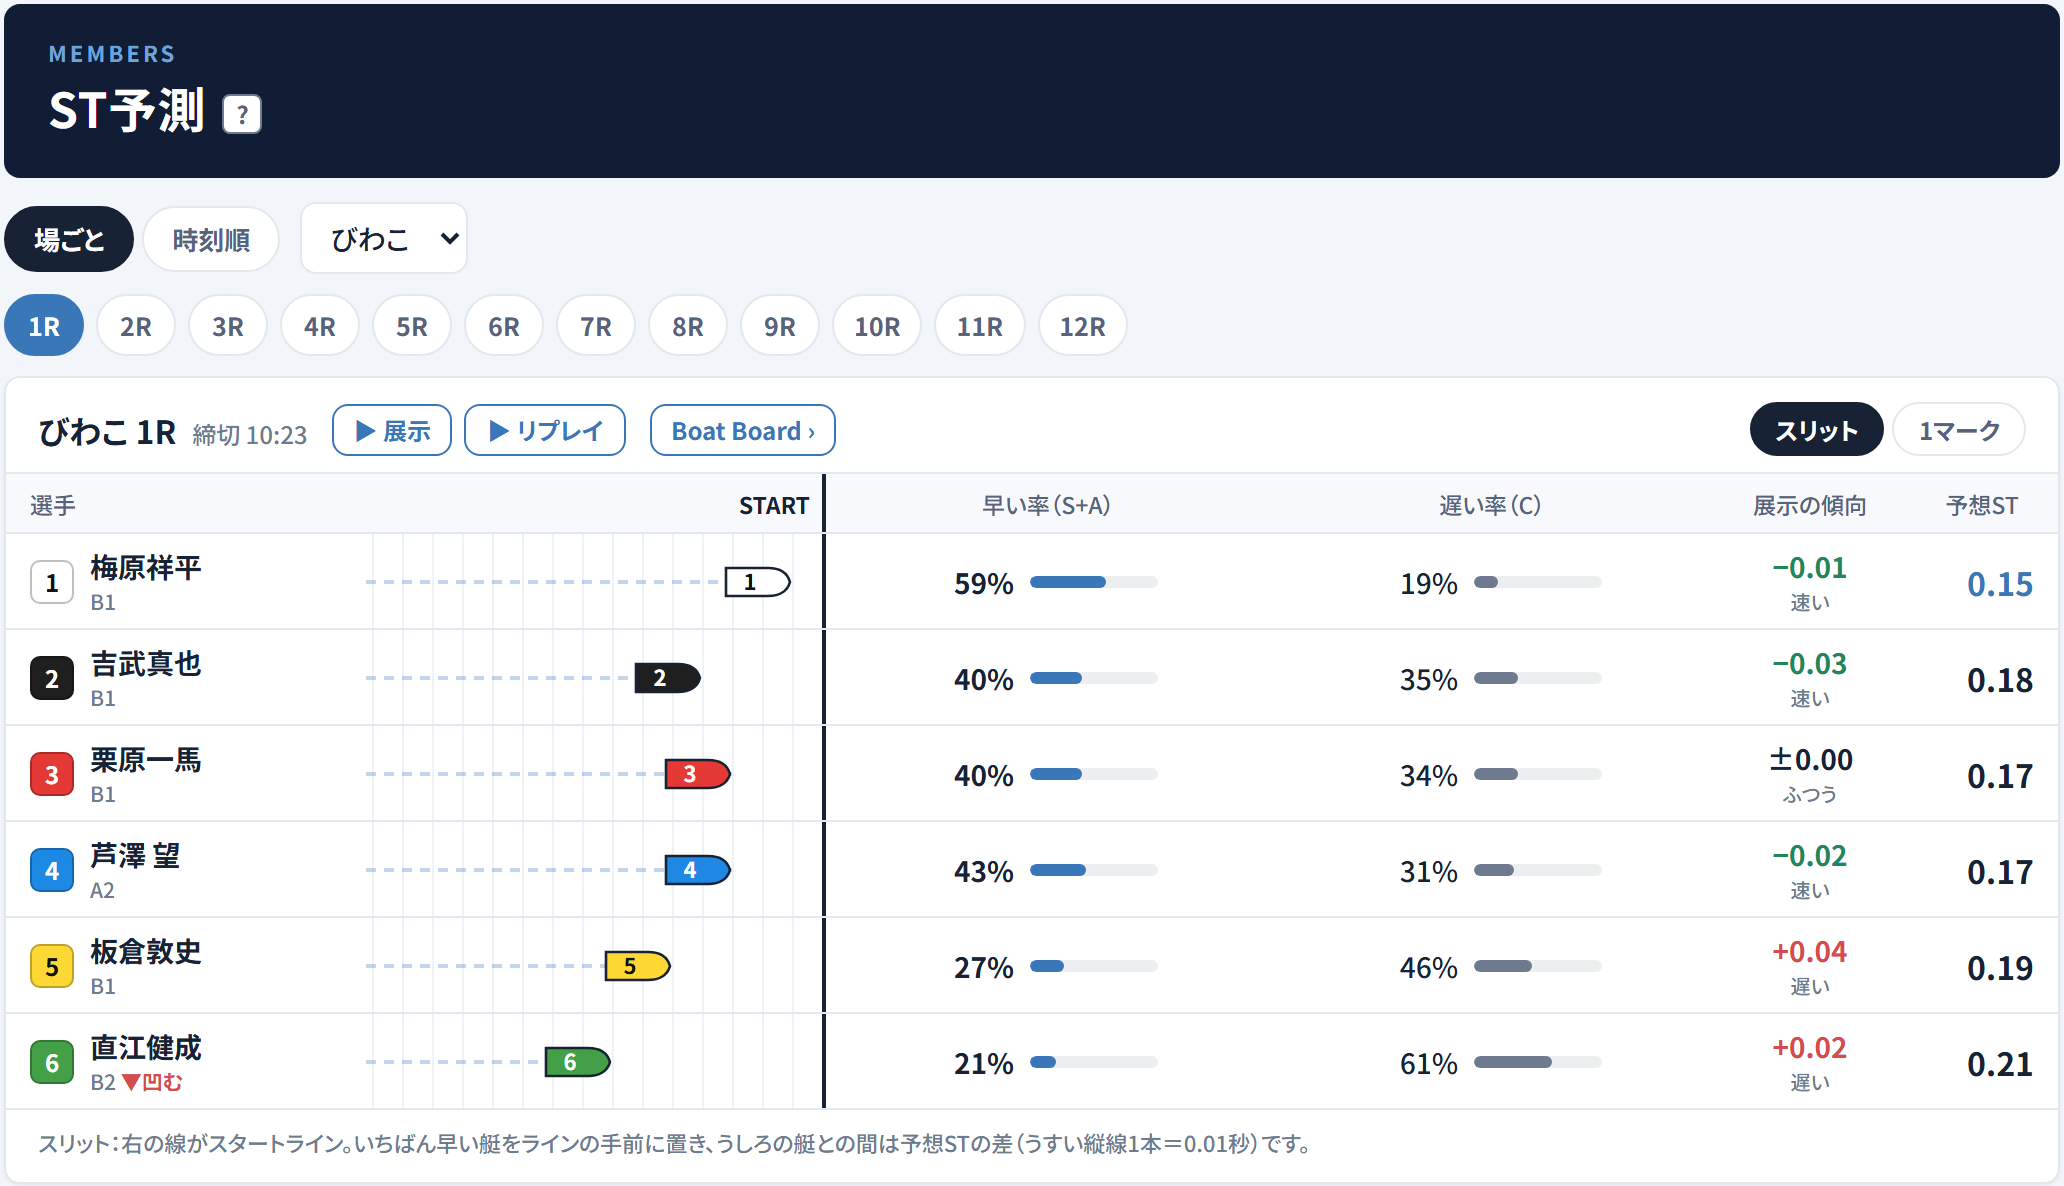 MEMBERS
ST予測 ?
場ごと 時刻順 びわこ
1R 2R 3R 4R 5R 6R 7R 8R 9R 10R 11R 12R
びわこ 1R 締切 10:23 ▶ 展示 ▶ リプレイ Boat Board › スリット 1マーク
選手 START 早い率(S+A) 遅い率(C) 展示の傾向 予想ST
1 梅原祥平 1 59% 19% −0.01 0.15
B1 速い
2 吉武真也 2 40% 35% −0.03 0.18
B1 速い
3 栗原一馬 3 40% 34% ±0.00 0.17
B1 ふつう
4 芦澤 望 4 43% 31% −0.02 0.17
A2 速い
5 板倉敦史 5 27% 46% +0.04 0.19
B1 遅い
6 直江健成 6 21% 61% +0.02 0.21
B2 ▼凹む 遅い
スリット：右の線がスタートライン。いちばん早い艇をラインの手前に置き、うしろの艇との間は予想STの差（うすい縦線1本＝0.01秒）です。